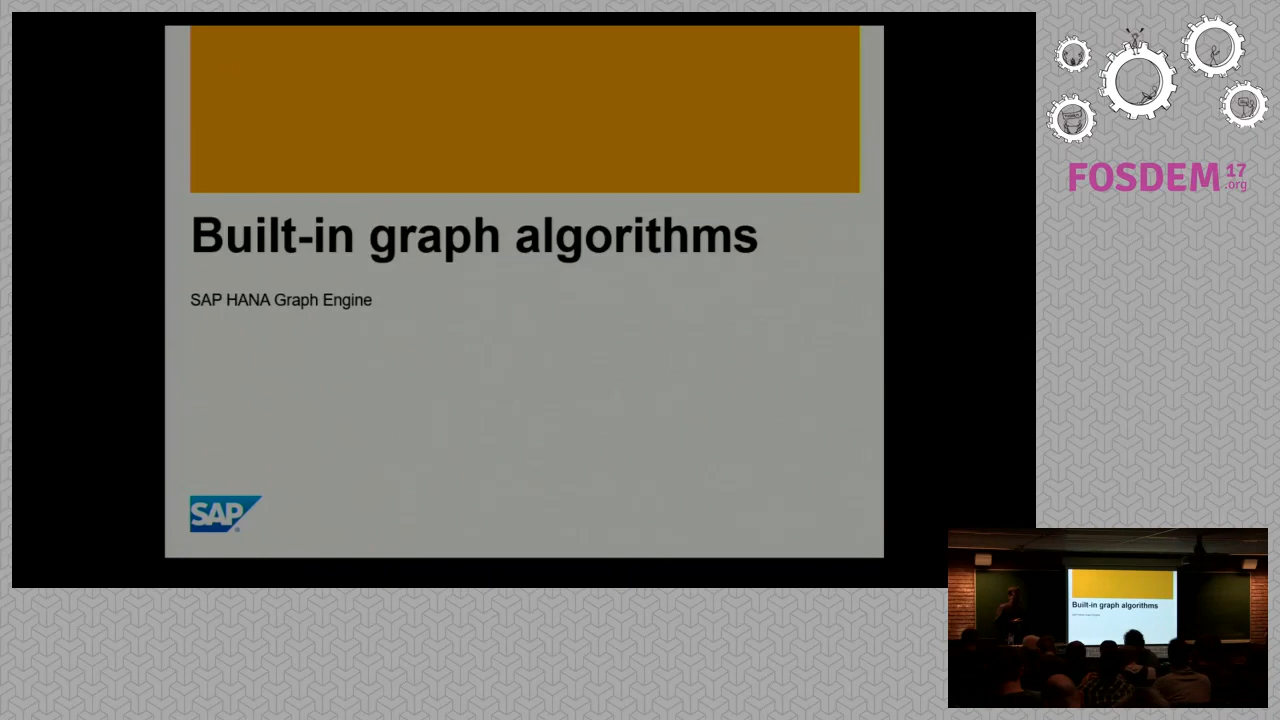 Built-in graph algorithms
SAP HANA Graph Engine
SAP
FOSDEM 17
.org
Built-in graph algorithms